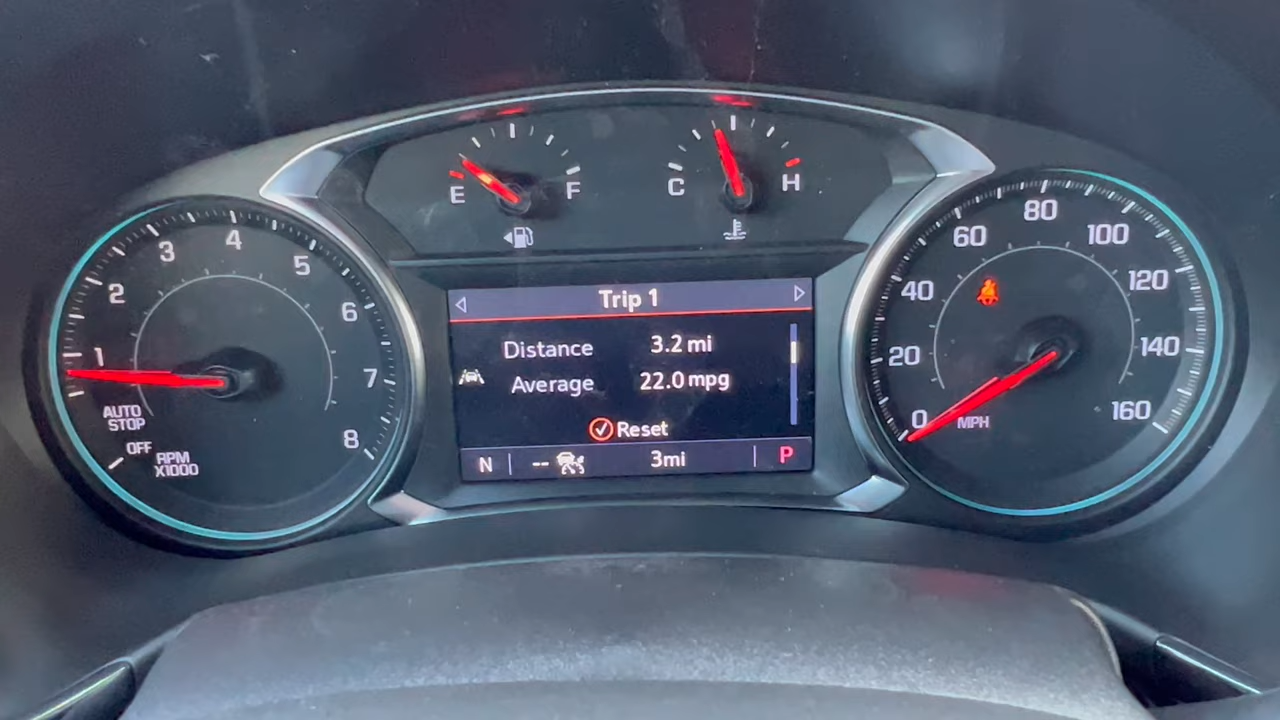 E
F
C
H
1
2
3
4
5
6
7
8
AUTO
STOP
OFF
RPM
X1000
Trip 1
Distance 3.2 mi
Average 22.0 mpg
Reset
N -- 3mi P
0
20
40
60
80
100
120
140
160
MPH